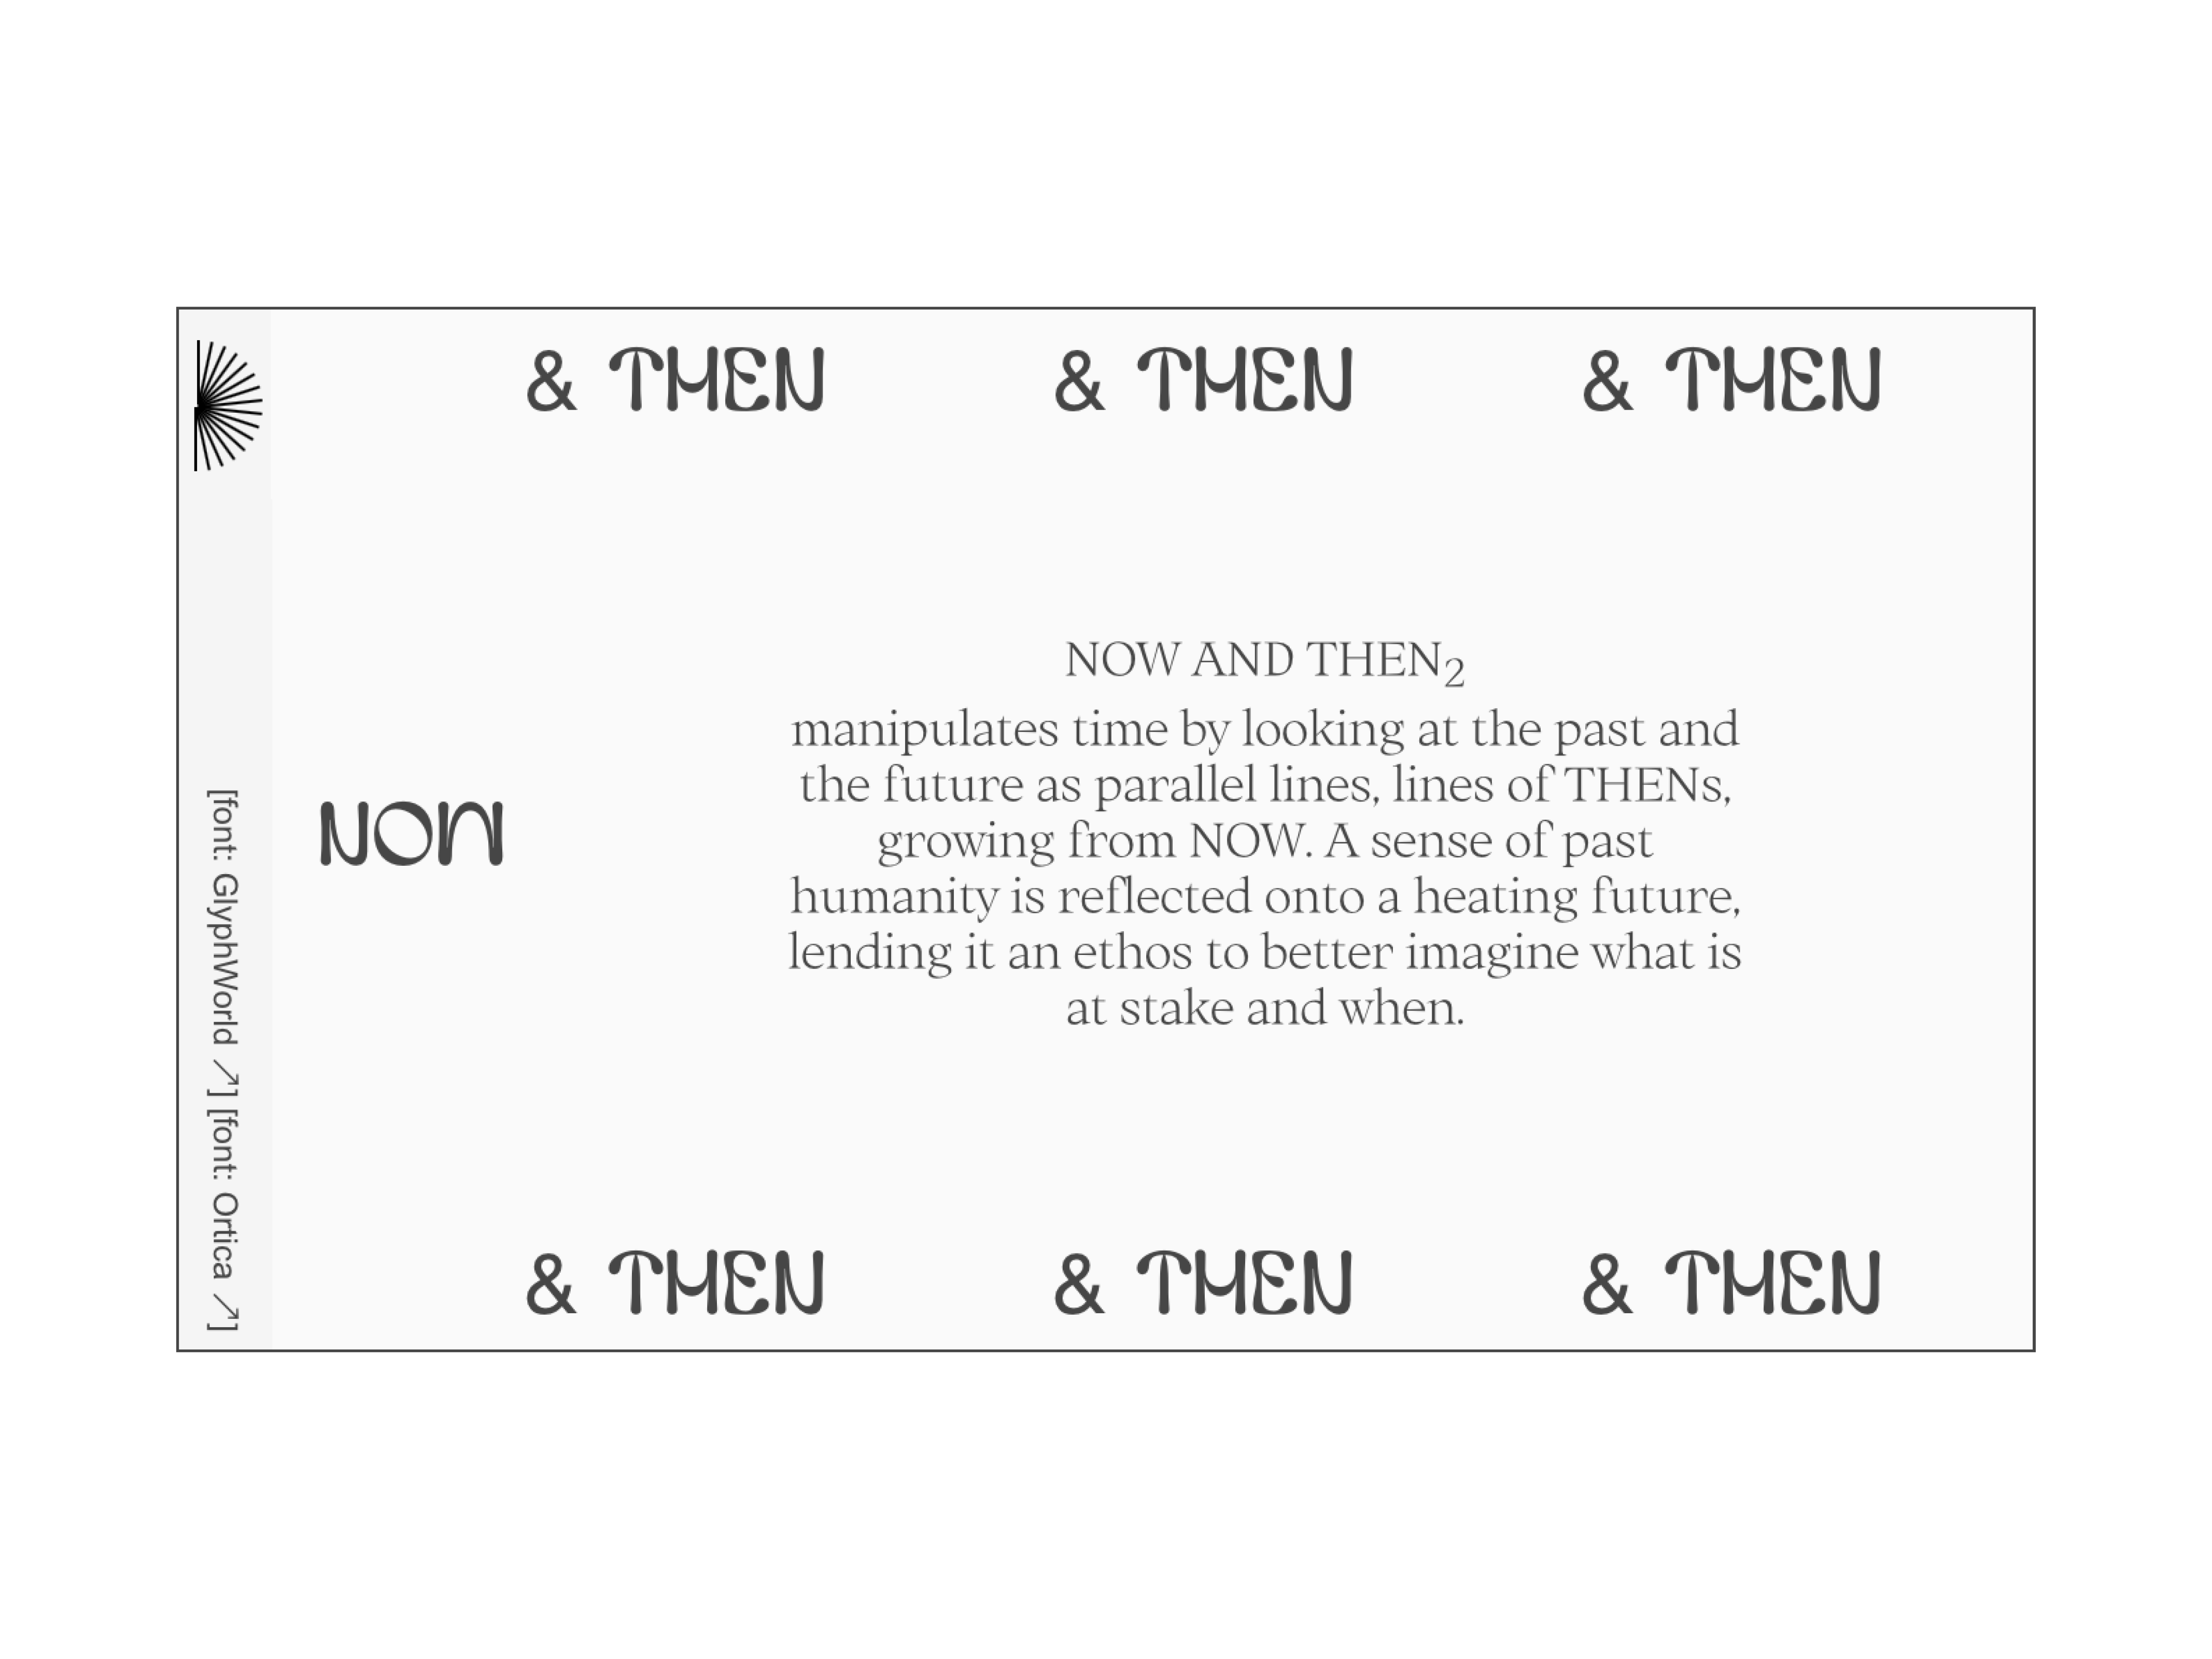 & THEN & THEN & THEN
NOW AND THEN₂
manipulates time by looking at the past and
the future as parallel lines, lines of THENs,
NOW
growing from NOW. A sense of past
humanity is reflected onto a heating future,
lending it an ethos to better imagine what is
at stake and when.
& THEN & THEN & THEN
[font: GlyphWorld ↗] [font: Ortica ↗]